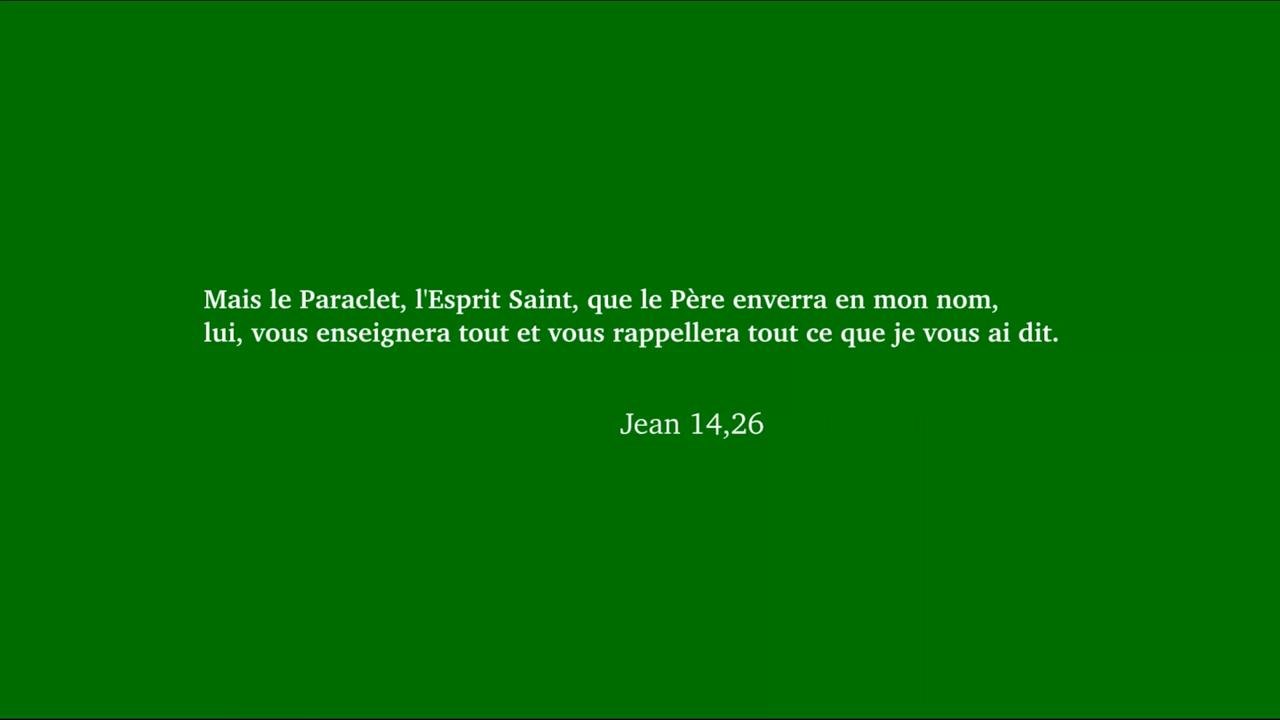 Mais le Paraclet, l'Esprit Saint, que le Père enverra en mon nom,
lui, vous enseignera tout et vous rappellera tout ce que je vous ai dit.
Jean 14,26